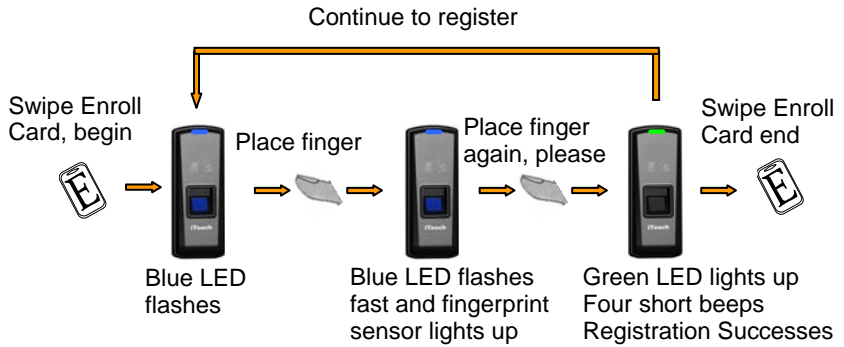 Continue to register
Swipe Enroll
Card, begin
E
Place finger
Place finger
again, please
Swipe Enroll
Card end
E
iTouch
iTouch
iTouch
Blue LED
flashes
Blue LED flashes
fast and fingerprint
sensor lights up
Green LED lights up
Four short beeps
Registration Successes